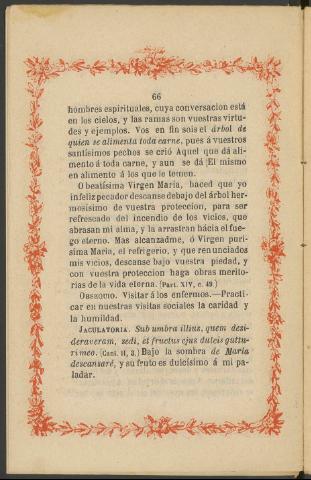 66
hombres espirituales, cuya conversacion está
en los cielos, y las ramas son vuestras virtu-
des y ejemplos. Vos en fin sois el árbol de
quien se alimenta toda carne, pues á vuestros
santísimos pechos se crió Aquel que dá ali-
mento á toda carne, y aun se dá El mismo
en alimento á los que le temen.
O beatísima Virgen María, haced que yo
infeliz pecador descanse debajo del árbol her-
mosísimo de vuestra proteccion, para ser
refrescado del incendio de los vicios, que
abrasan mi alma, y la arrastran hácia el fue-
go eterno. Mas alcanzadme, ó Virgen purí-
sima María, el refrigerio, y que renunciados
mis vicios, descanse bajo vuestra piedad, y
con vuestra proteccion haga obras merito-
rias de la vida eterna. (Part. XIV, c. 49.)
Obsequio. Visitar á los enfermos.—Practi-
car en nuestras visitas sociales la caridad y
la humildad.
Jaculatoria. Sub umbra illius, quem desi-
deraveram, sedi, et fructus ejus dulcis guttu-
ri meo. (Cant. II, 3.) Bajo la sombra de María
descansaré, y su fruto es dulcísimo á mi pa-
ladar.